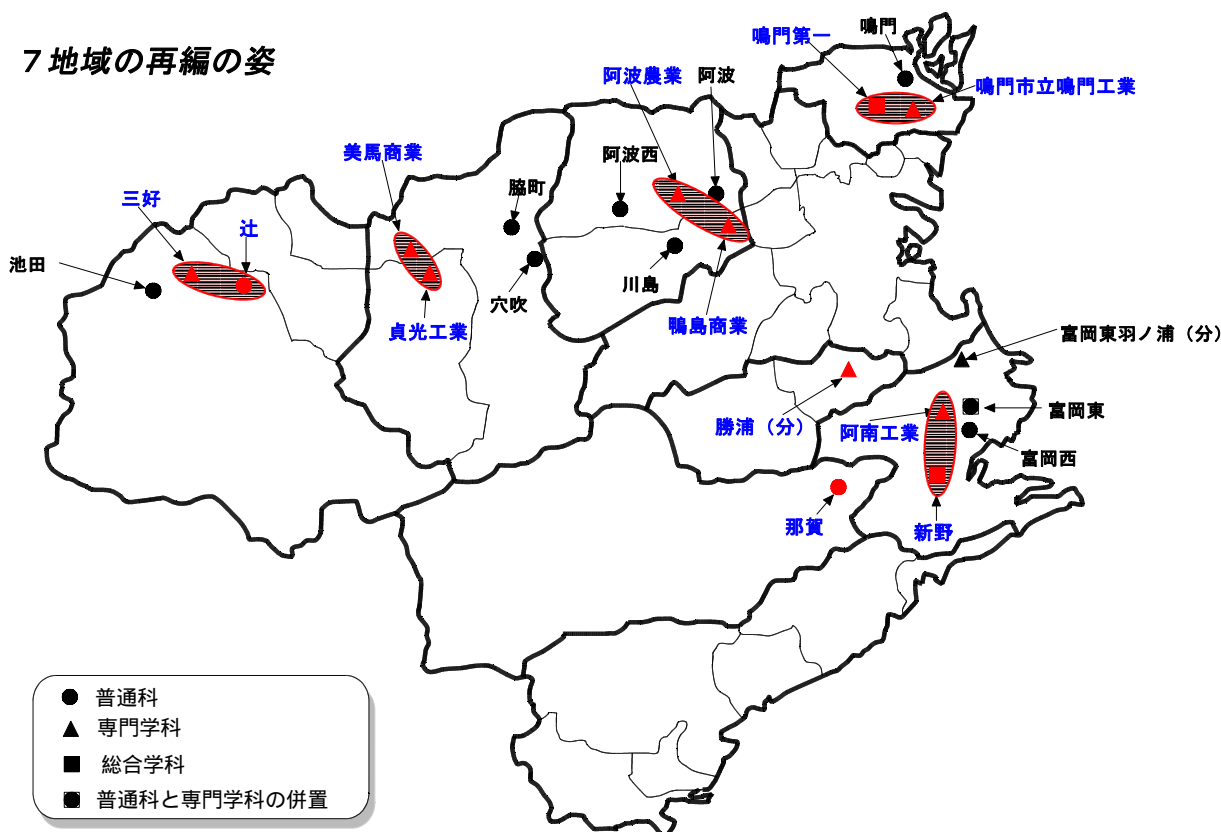 7地域の再編の姿
鳴門第一
鳴門
鳴門市立鳴門工業
阿波農業
阿波
美馬商業
阿波西
脇町
三好
辻
池田
川島
穴吹
貞光工業
鴨島商業
富岡東羽ノ浦（分）
勝浦（分）
阿南工業
富岡東
富岡西
那賀
新野
普通科
専門学科
総合学科
普通科と専門学科の併置